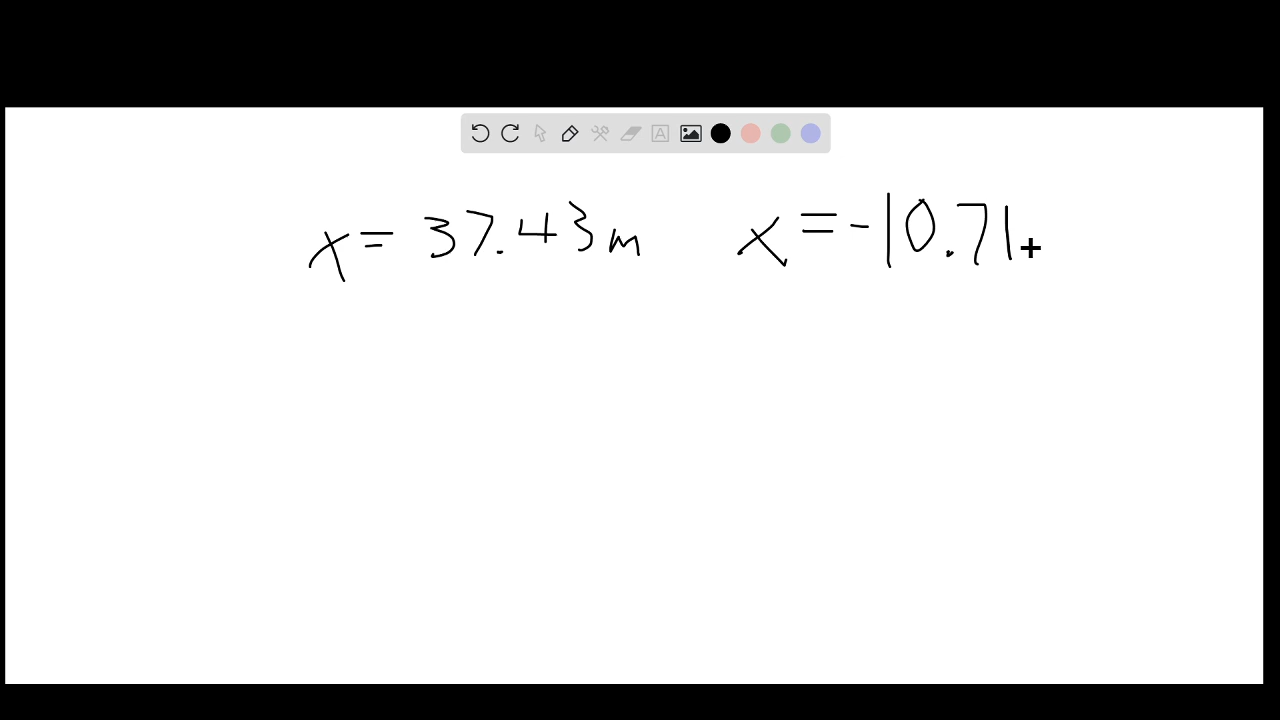 x = 37.43 m x = -10.71